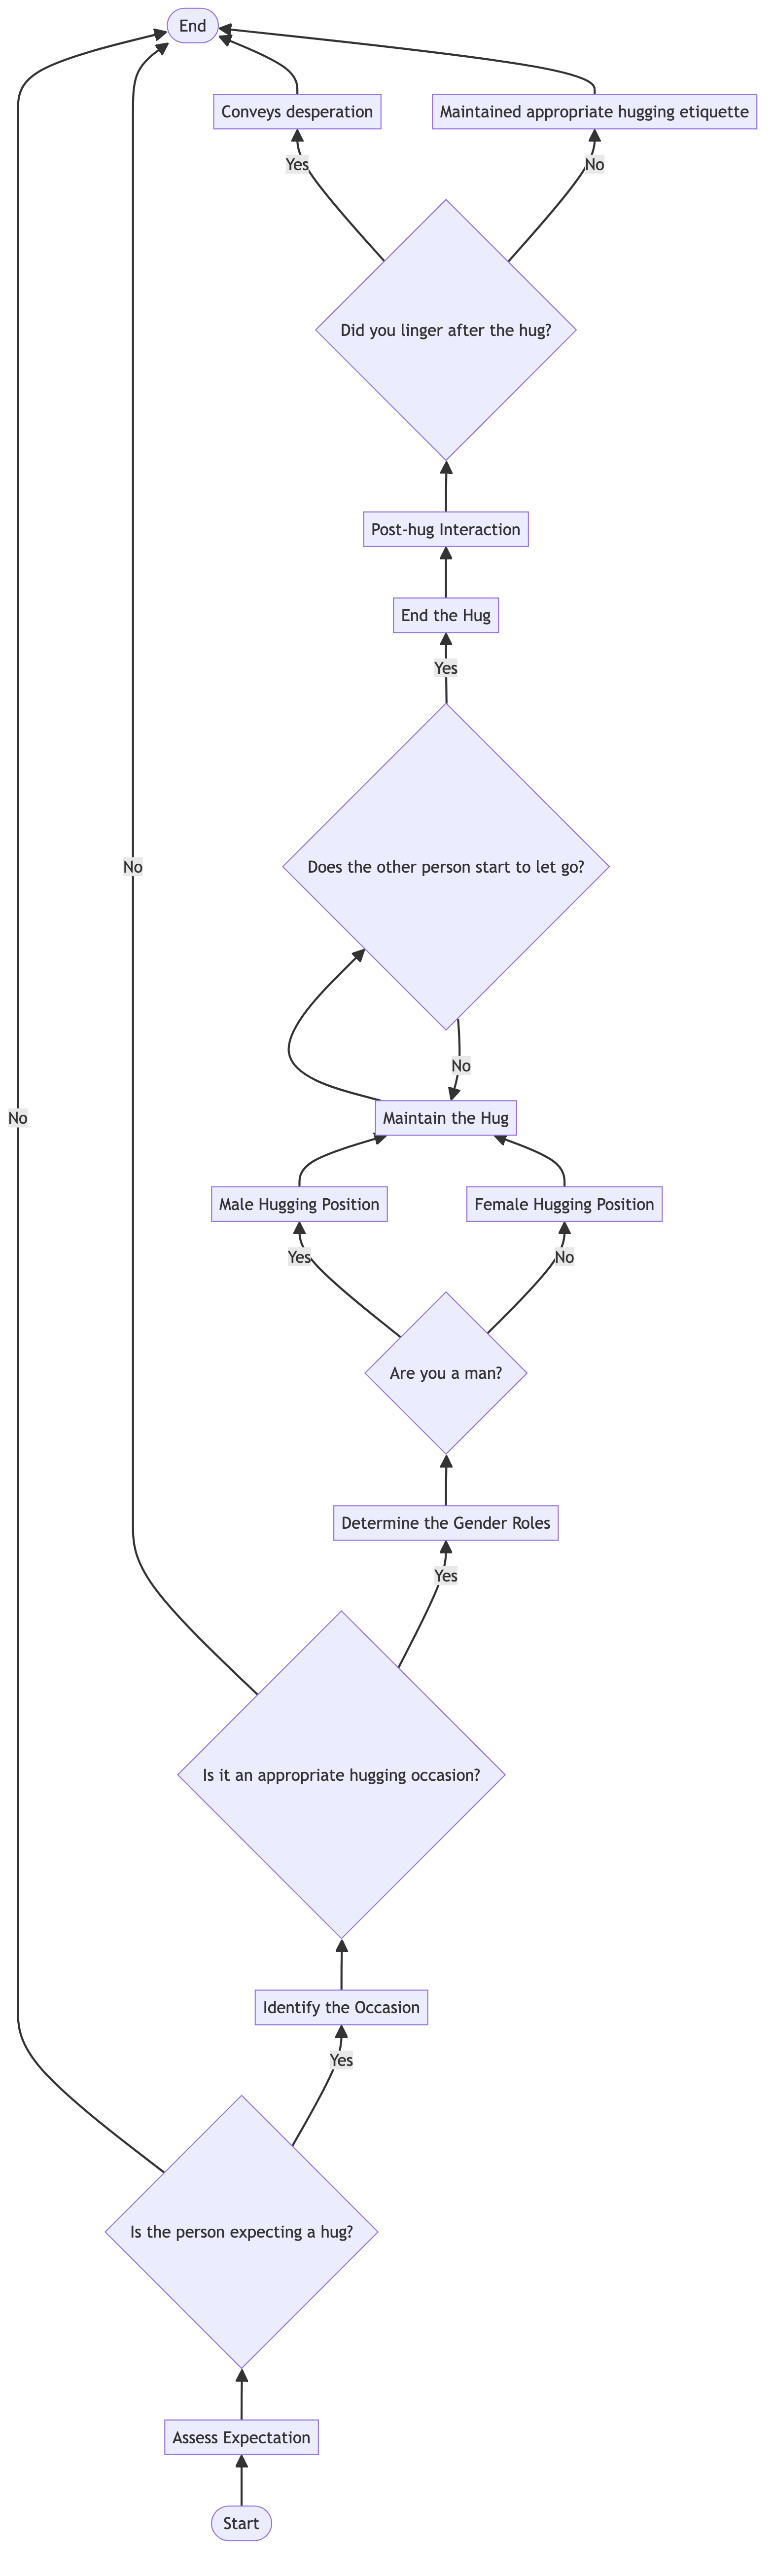 End
Conveys desperation
Maintained appropriate hugging etiquette
Yes
No
Did you linger after the hug?
Post-hug Interaction
End the Hug
Yes
Does the other person start to let go?
No
No
Maintain the Hug
No
Male Hugging Position
Female Hugging Position
Yes
No
Are you a man?
Determine the Gender Roles
Yes
Is it an appropriate hugging occasion?
Identify the Occasion
Yes
Is the person expecting a hug?
Assess Expectation
Start